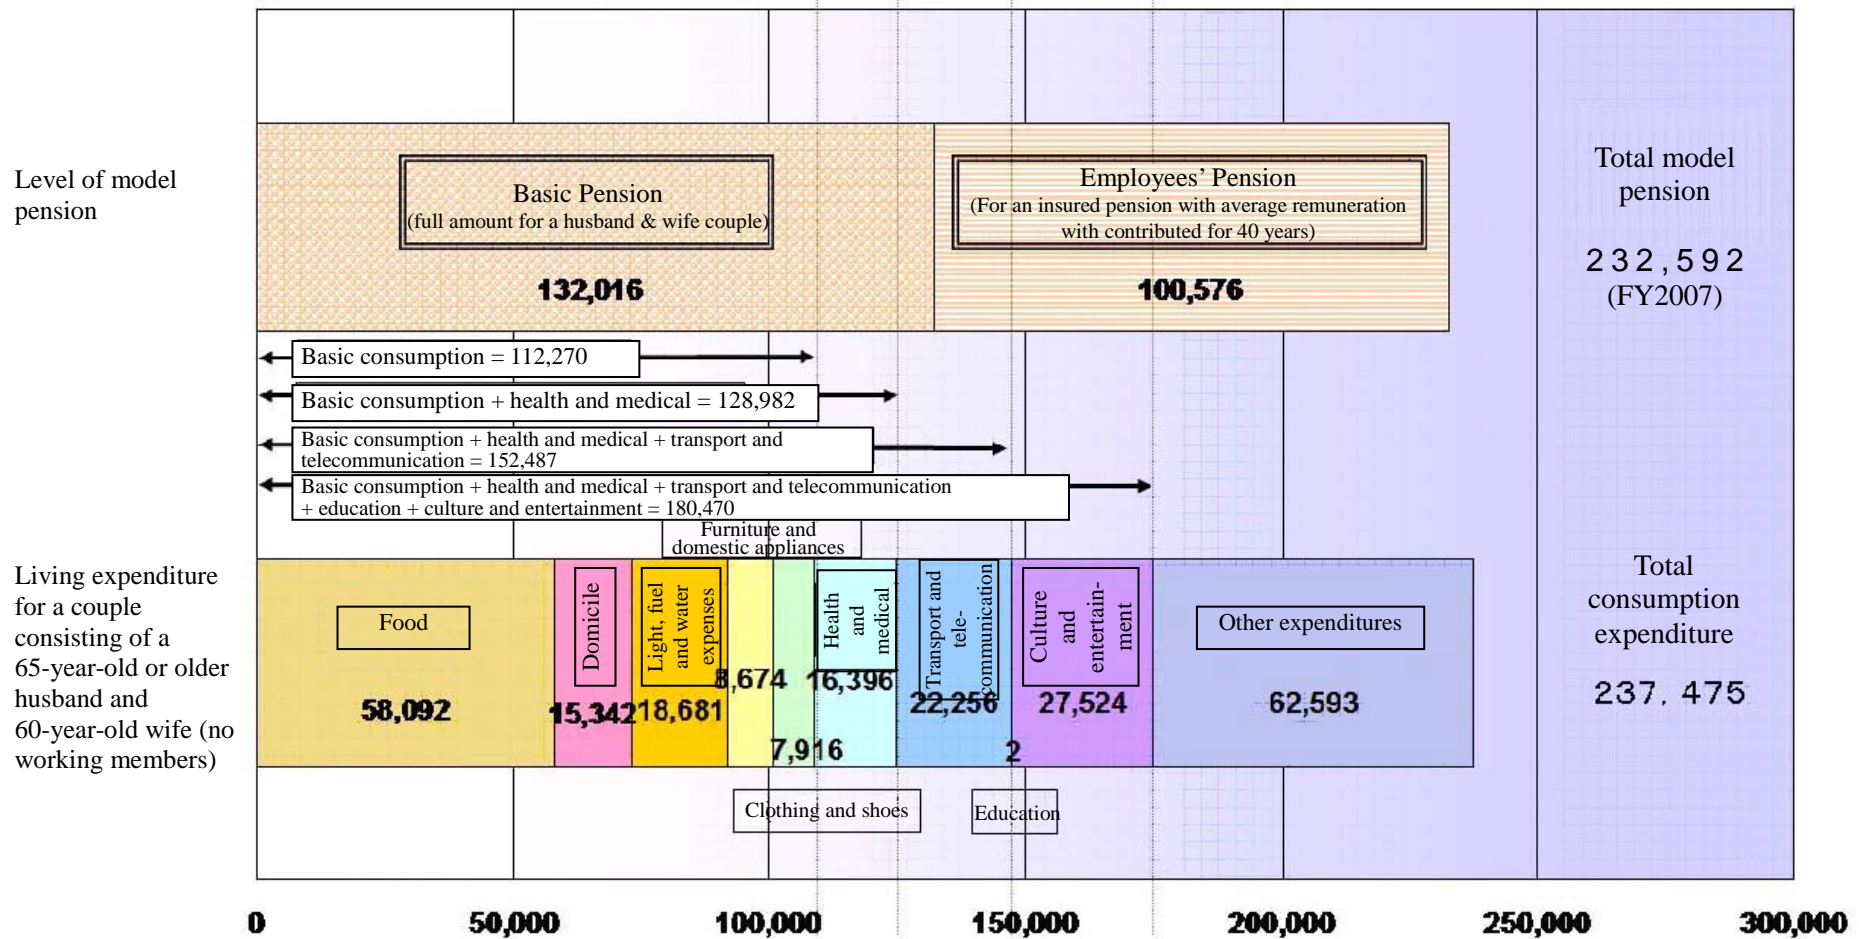 Level of model
pension
Basic Pension
(full amount for a husband & wife couple)
132,016
Employees’ Pension
(For an insured pension with average remuneration
with contributed for 40 years)
100,576
Total model
pension
232,592
(FY2007)
Basic consumption = 112,270
Basic consumption + health and medical = 128,982
Basic consumption + health and medical + transport and
telecommunication = 152,487
Basic consumption + health and medical + transport and telecommunication
+ education + culture and entertainment = 180,470
Furniture and
domestic appliances
Living expenditure
for a couple
consisting of a
65-year-old or older
husband and
60-year-old wife (no
working members)
Food
58,092
Domicile
15,342
Light, fuel
and water
expenses
18,681
8,674
7,916
Health
and
medical
16,396
Transport and
tele-
communication
22,256
2
Culture
and
entertain-
ment
27,524
Other expenditures
62,593
Total
consumption
expenditure
237,475
Clothing and shoes
Education
0
50,000
100,000
150,000
200,000
250,000
300,000